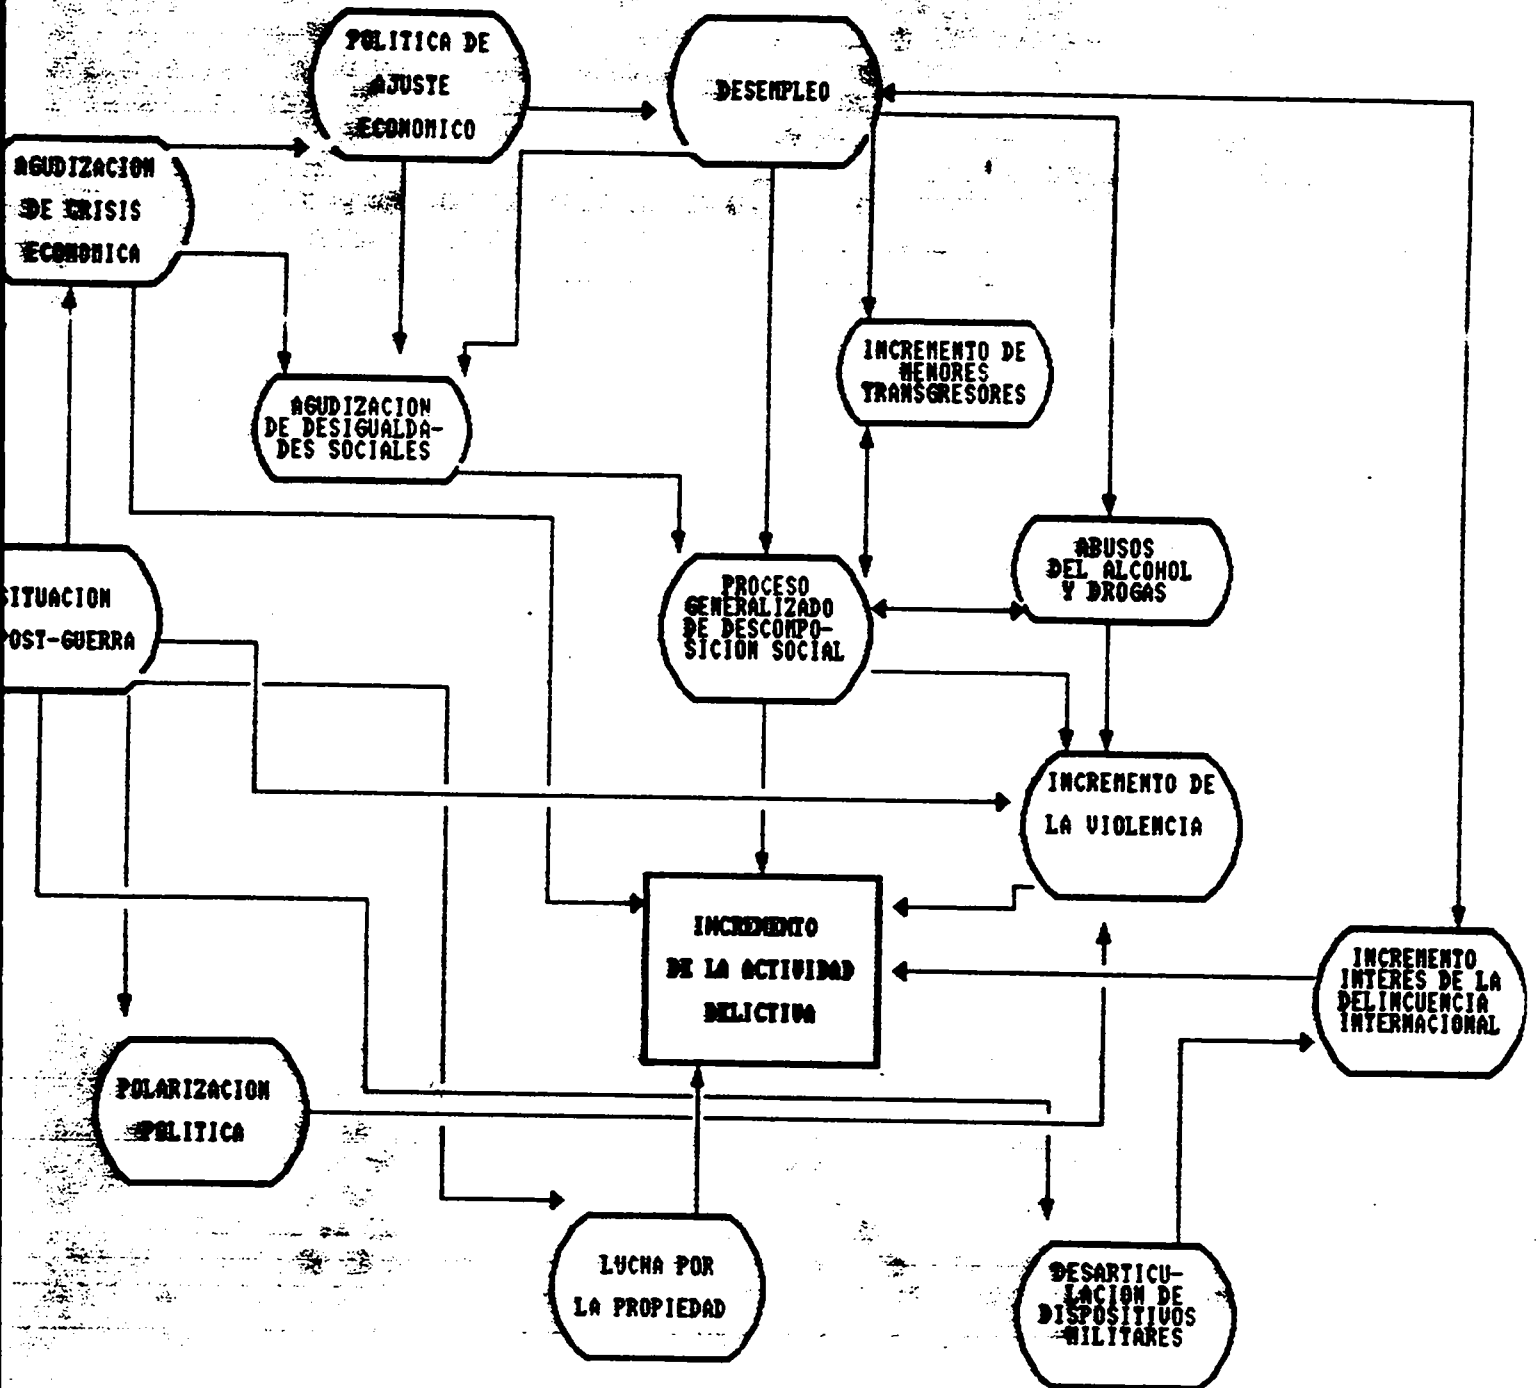 POLITICA DE
AJUSTE
ECONOMICO
DESEMPLEO
AGUDIZACION
DE CRISIS
ECONOMICA
INCREMENTO DE
MENORES
TRANSGRESORES
AGUDIZACION
DE DESIGUALDA-
DES SOCIALES
ABUSOS
DEL ALCOHOL
Y DROGAS
PROCESO
GENERALIZADO
DE DESCOMPO-
SICION SOCIAL
SITUACION
POST-GUERRA
INCREMENTO DE
LA VIOLENCIA
INCREMENTO
DE LA ACTIVIDAD
DELICTIVA
INCREMENTO
INTERES DE LA
DELINCUENCIA
INTERNACIONAL
POLARIZACION
POLITICA
LUCHA POR
LA PROPIEDAD
DESARTICU-
LACION DE
DISPOSITIVOS
MILITARES